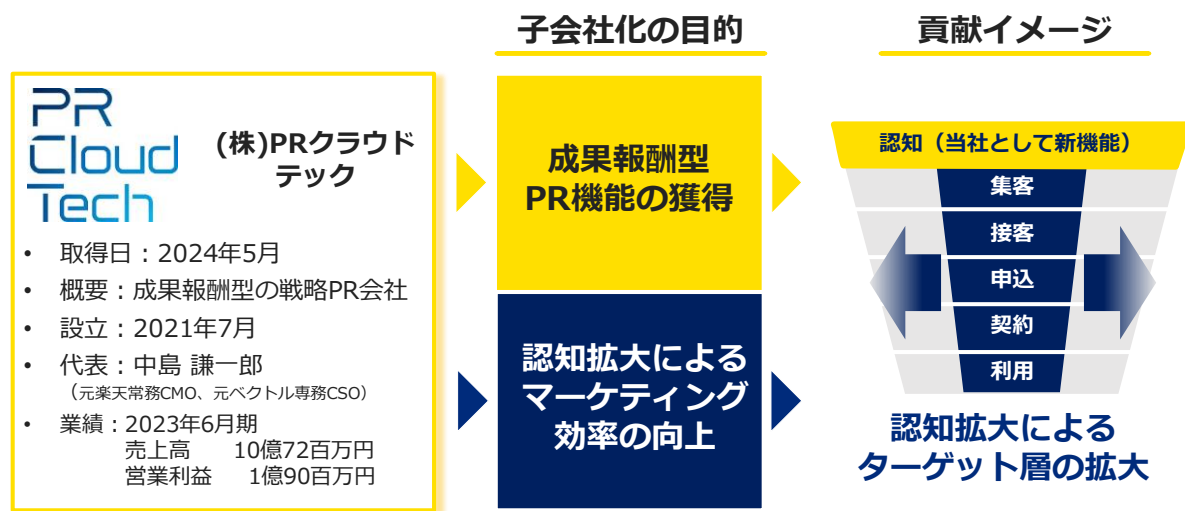 子会社化の目的
貢献イメージ
PR
Cloud
Tech
(株)PRクラウド
テック
• 取得日：2024年5月
• 概要：成果報酬型の戦略PR会社
• 設立：2021年7月
• 代表：中島 謙一郎
（元楽天常務CMO、元ベクトル専務CSO）
• 業績：2023年6月期
売上高 10億72百万円
営業利益 1億90百万円
成果報酬型
PR機能の獲得
認知拡大による
マーケティング
効率の向上
認知（当社として新機能）
集客
接客
申込
契約
利用
認知拡大による
ターゲット層の拡大